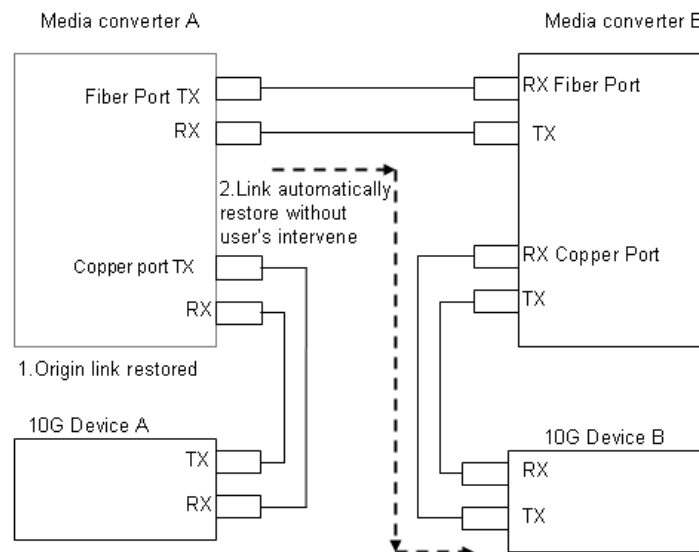 Media converter A
Media converter B
Fiber Port TX
RX
RX Fiber Port
TX
2.Link automatically
restore without
user's intervene
Copper port TX
RX
RX Copper Port
TX
1.Origin link restored
10G Device A
TX
RX
10G Device B
RX
TX